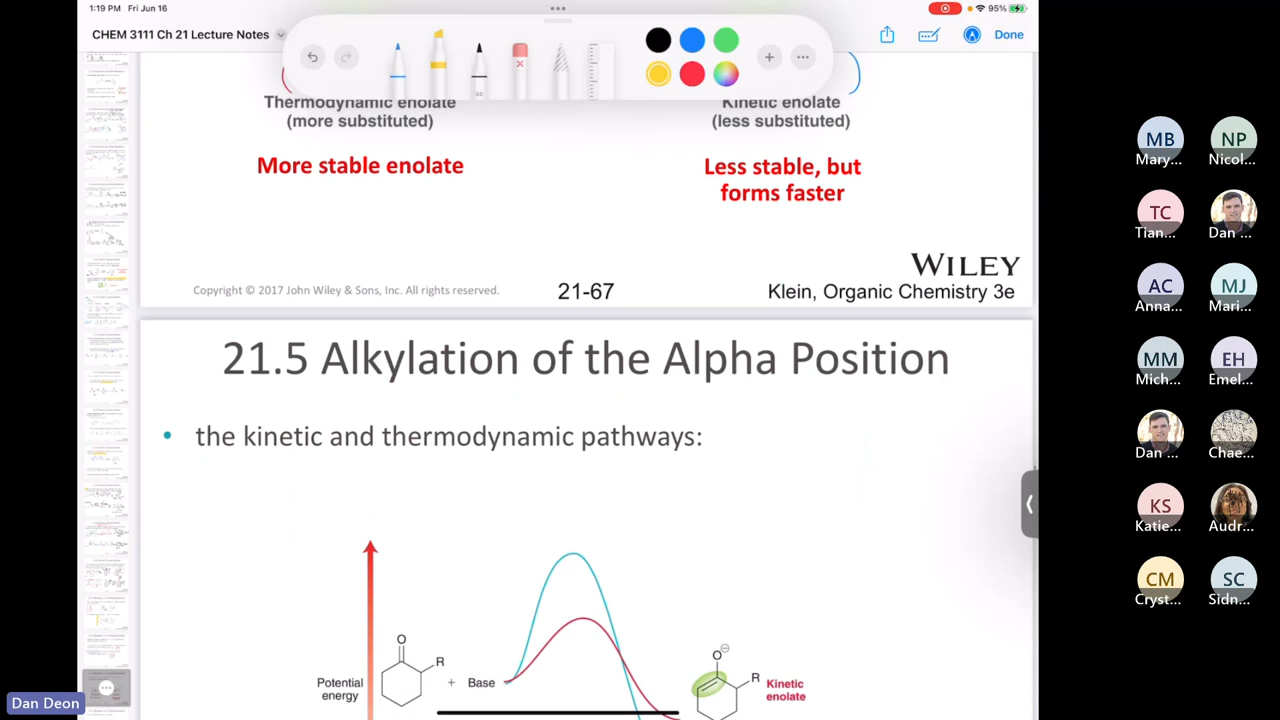 1:19 PM Fri Jun 16
95%
CHEM 3111 Ch 21 Lecture Notes
Done
Thermodynamic enolate
(more substituted)
Kinetic enolate
(less substituted)
More stable enolate
Less stable, but
forms faster
WILEY
Copyright © 2017 John Wiley & Sons, Inc. All rights reserved.
21-67
Klein, Organic Chemistry 3e
21.5 Alkylation of the Alpha Position
• the kinetic and thermodynamic pathways:
O
R
Potential
energy
+ Base
O
⊖
R
Kinetic
enolate
MB
Mary...
NP
Nicol...
TC
Tian...
Dan ...
AC
Anna...
MJ
Mari...
MM
Mich...
EH
Emel...
Dan ...
Chae...
KS
Katie...
Audr...
CM
Cryst...
SC
Sidn...
Dan Deon